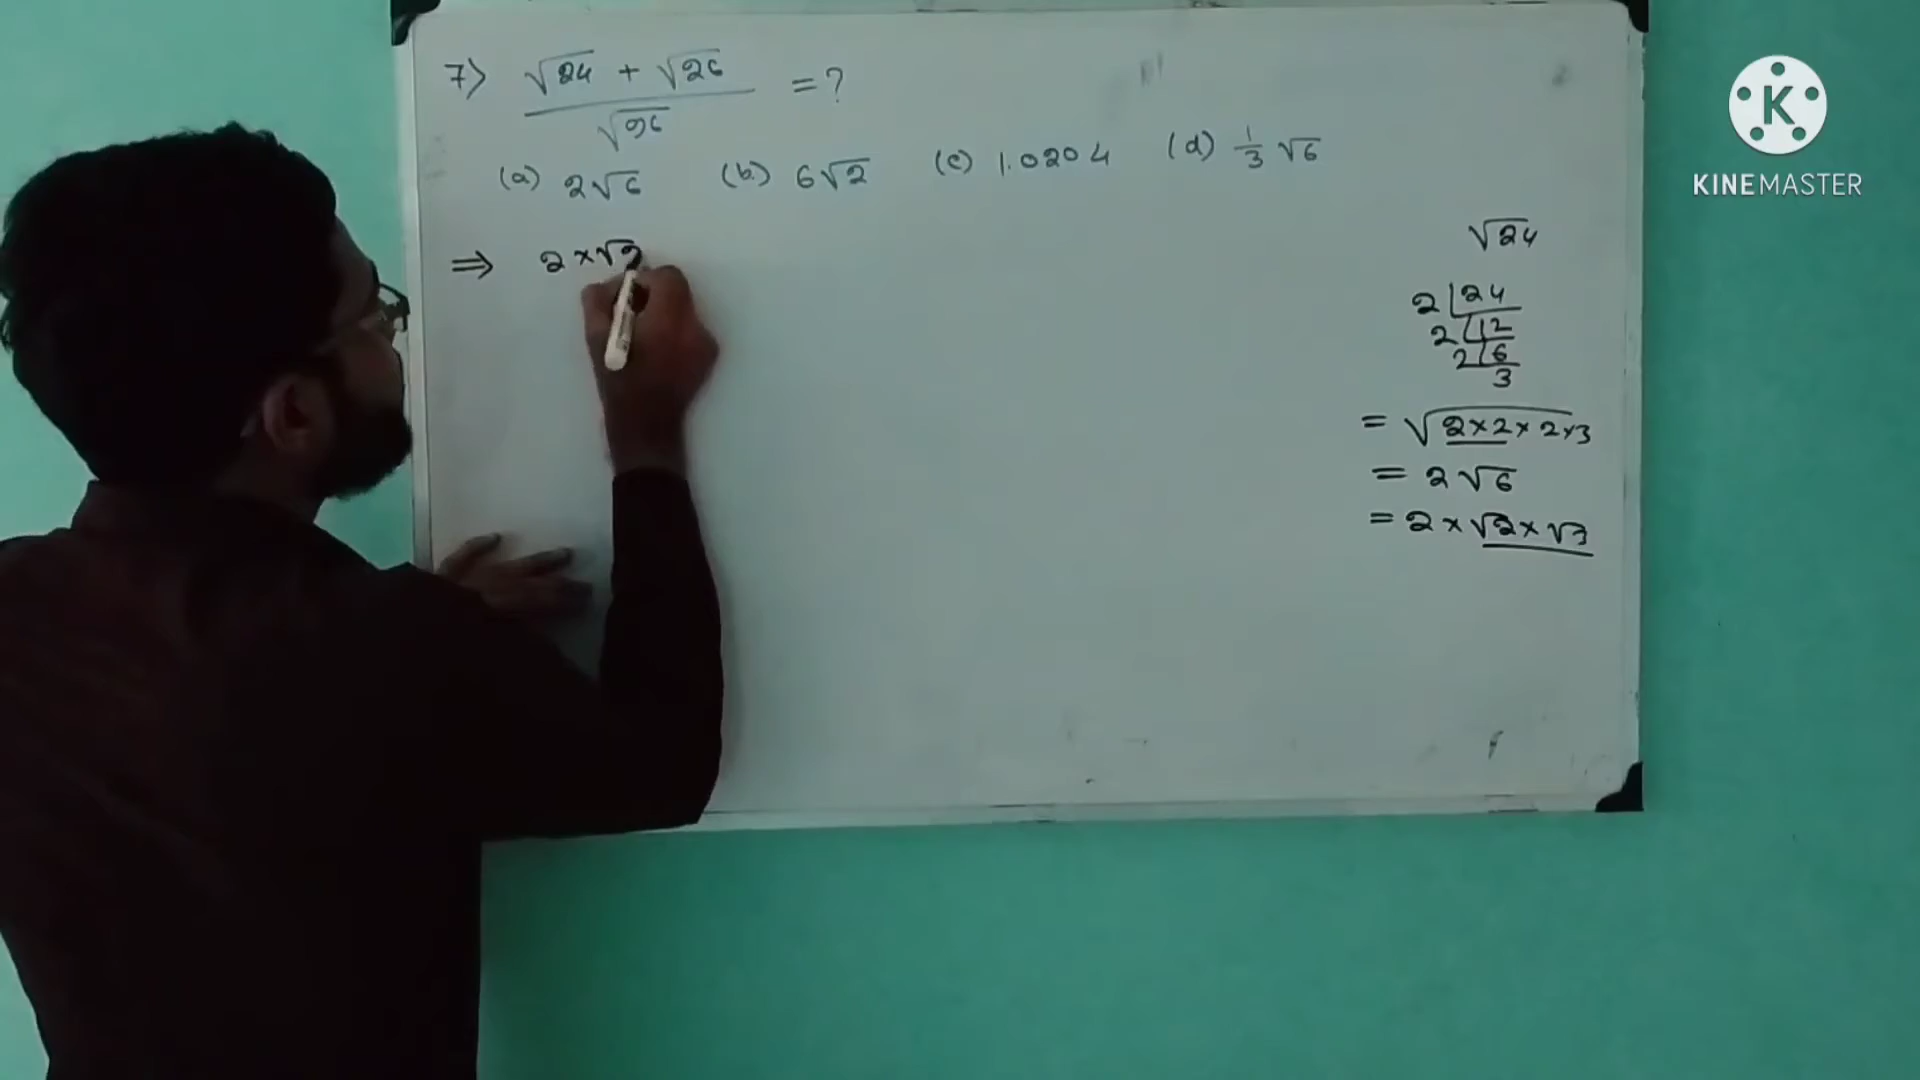 7) (√24 + √26) / √96 = ?
(a) 2√6 (b) 6√2 (c) 1.0204 (d) 1/3 √6
⇒ 2×√2
√24
2 | 24
2 | 12
2 | 6
3
= √2×2×2×3
= 2√6
= 2×√2×√3
K
KINEMASTER